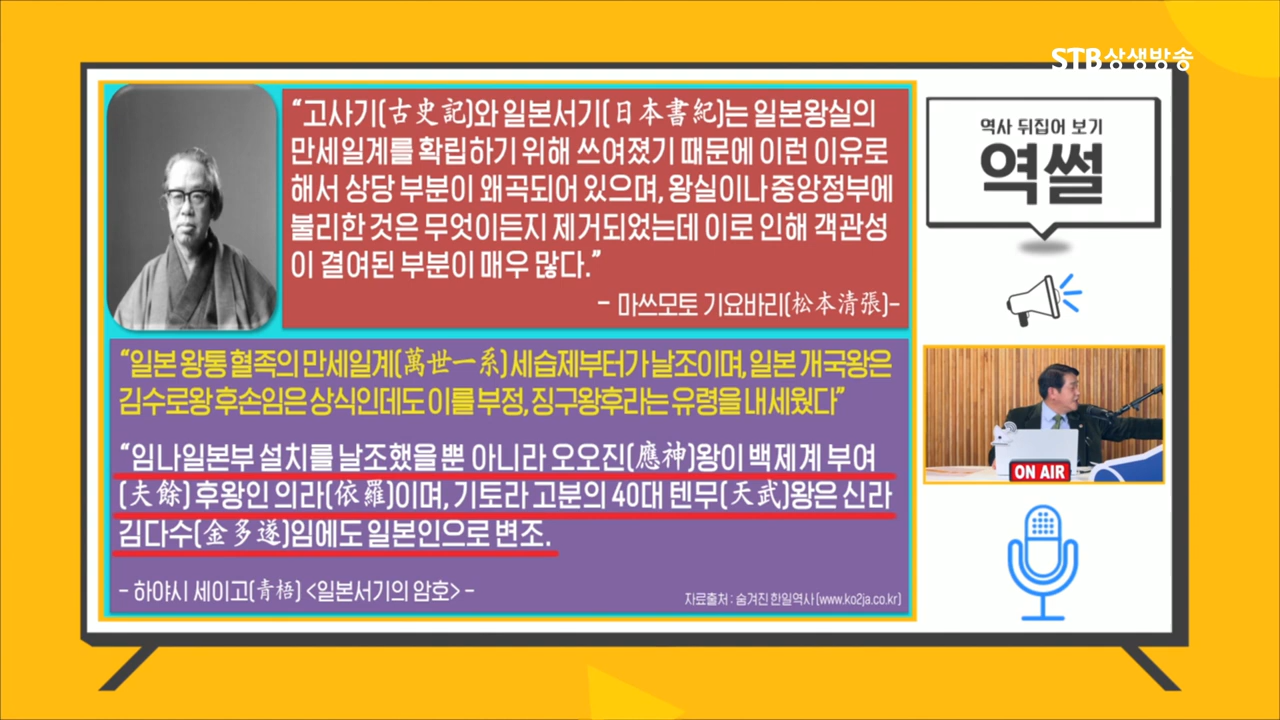 STB상생방송
“고사기(古史記)와 일본서기(日本書紀)는 일본왕실의
만세일계를 확립하기 위해 쓰여졌기 때문에 이런 이유로
해서 상당 부분이 왜곡되어 있으며, 왕실이나 중앙정부에
불리한 것은 무엇이든지 제거되었는데 이로 인해 객관성
이 결여된 부분이 매우 많다.”
- 마쓰모토 기요바리(松本清張)-
“일본 왕통 혈족의 만세일계(萬世一系) 세습제부터가 날조이며, 일본 개국왕은
김수로왕 후손임은 상식인데도 이를 부정, 징구왕후라는 유령을 내세웠다”
“임나일본부 설치를 날조했을 뿐 아니라 오오진(應神)왕이 백제계 부여
(夫餘) 후왕인 의라(依羅)이며, 기토라 고분의 40대 텐무(天武)왕은 신라
김다수(金多遂)임에도 일본인으로 변조.
- 하야시 세이고(青梧) <일본서기의 암호> -
자료출처 : 숨겨진 한일역사 (www.ko2ja.co.kr)
역사 뒤집어 보기
역썰
ON AIR